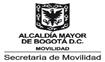 ALCALDÍA MAYOR
DE BOGOTÁ D.C.
MOVILIDAD
Secretaría de Movilidad